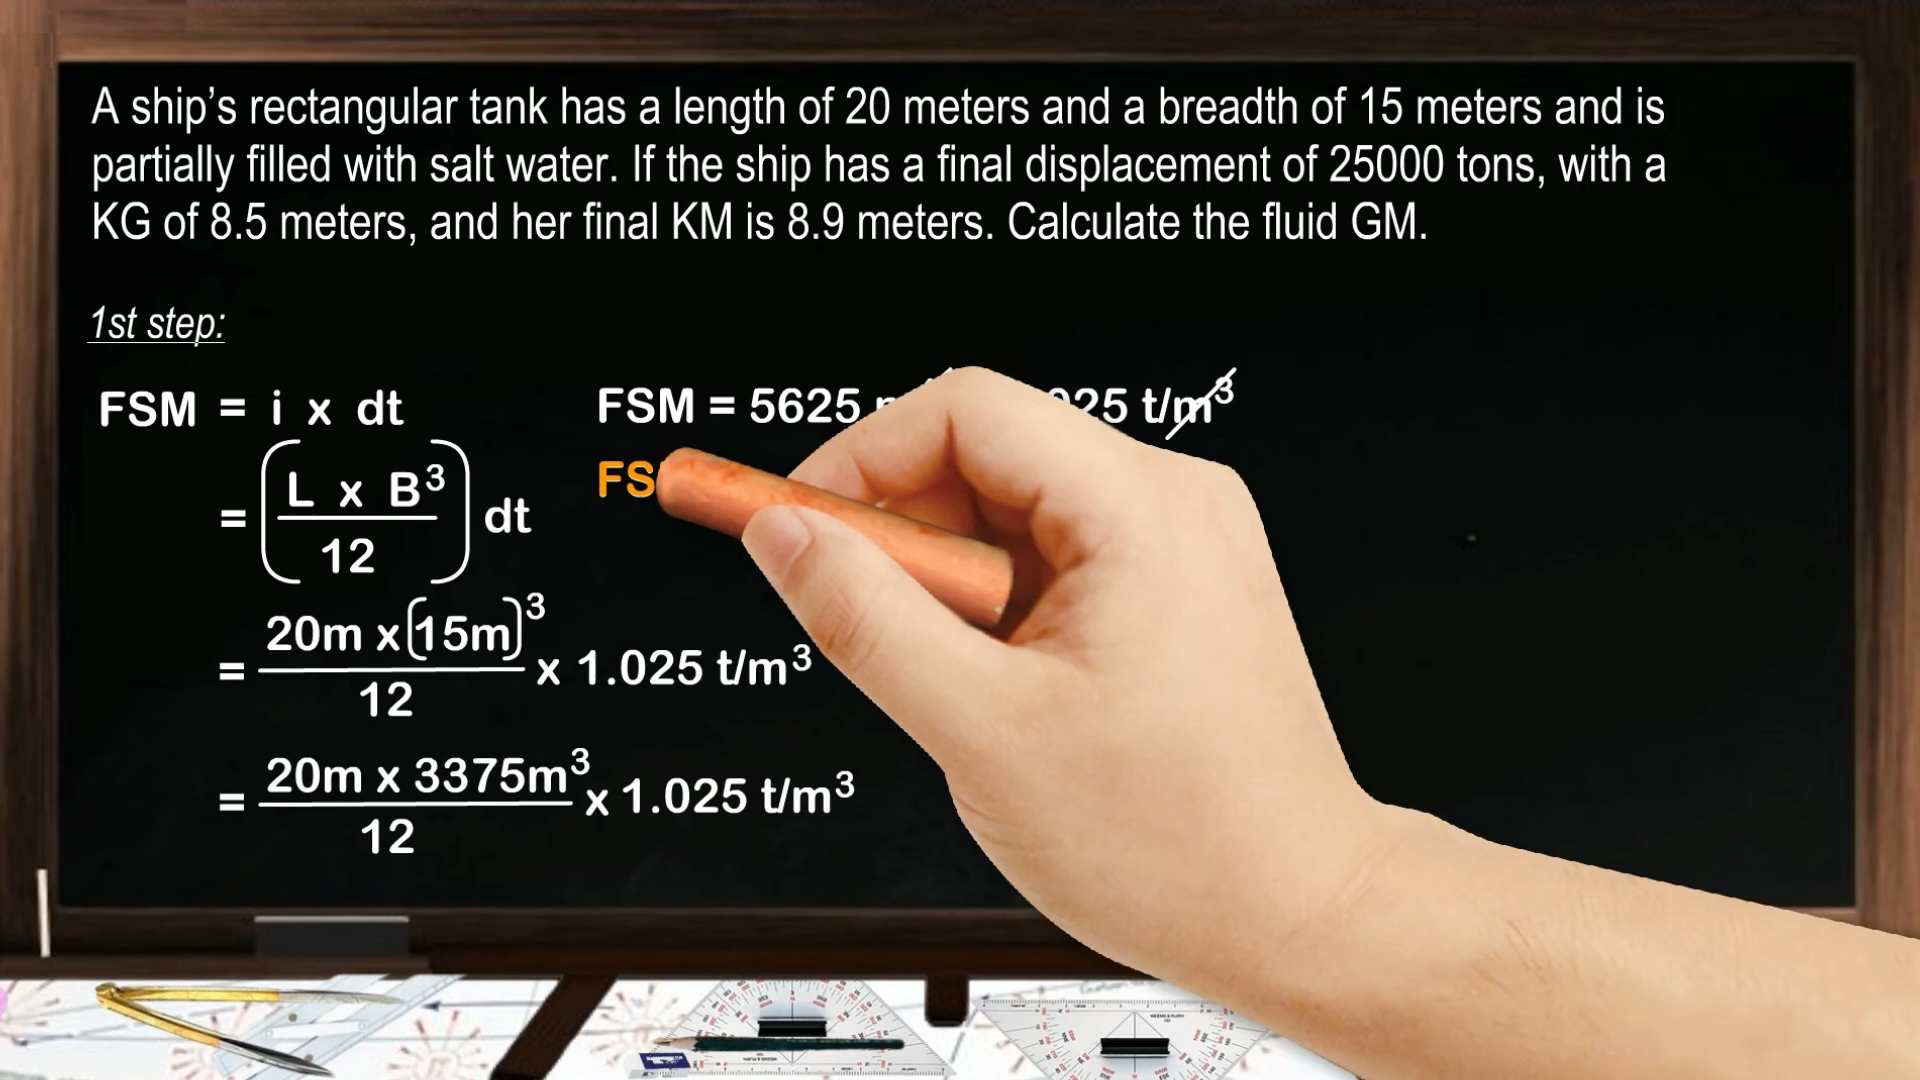 A ship's rectangular tank has a length of 20 meters and a breadth of 15 meters and is
partially filled with salt water. If the ship has a final displacement of 25000 tons, with a
KG of 8.5 meters, and her final KM is 8.9 meters. Calculate the fluid GM.
1st step:
FSM = i x dt
= (L x B³ / 12) dt
= 20m x (15m)³ / 12 x 1.025 t/m³
= 20m x 3375m³ / 12 x 1.025 t/m³
FSM = 5625 025 t/m³
FS